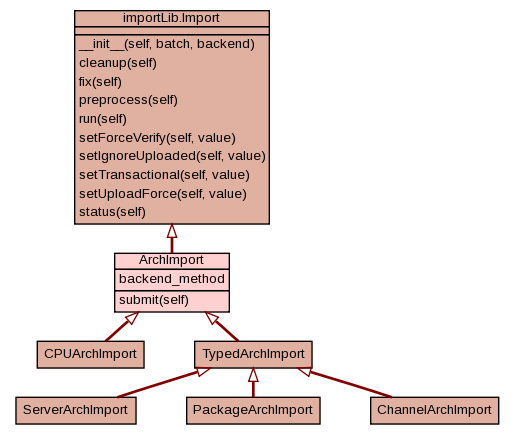 importLib.Import
__init__(self, batch, backend)
cleanup(self)
fix(self)
preprocess(self)
run(self)
setForceVerify(self, value)
setIgnoreUploaded(self, value)
setTransactional(self, value)
setUploadForce(self, value)
status(self)
ArchImport
backend_method
submit(self)
CPUArchImport
TypedArchImport
ServerArchImport
PackageArchImport
ChannelArchImport